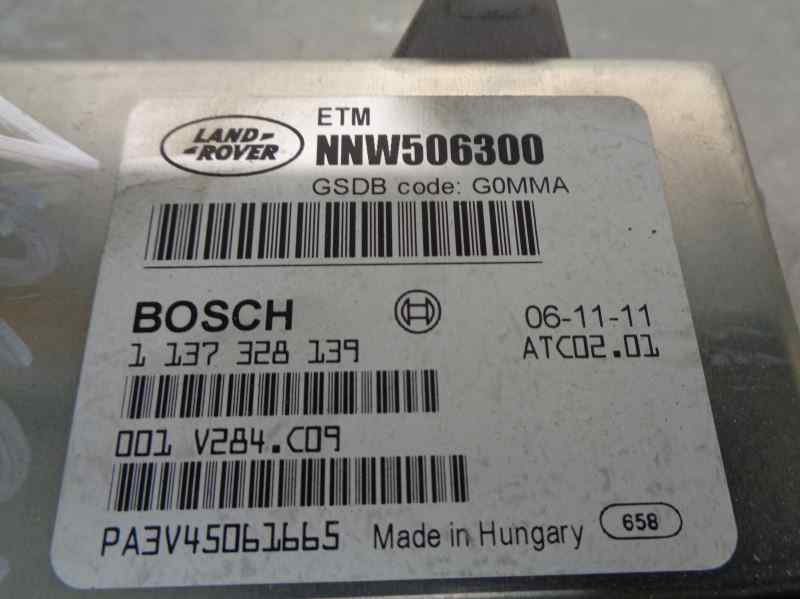 LAND-
-ROVER
ETM
NNW506300
GSDB code: G0MMA
BOSCH
06-11-11
1 137 328 139
ATC02.01
001 V284.C09
PA3V45061665
Made in Hungary
658